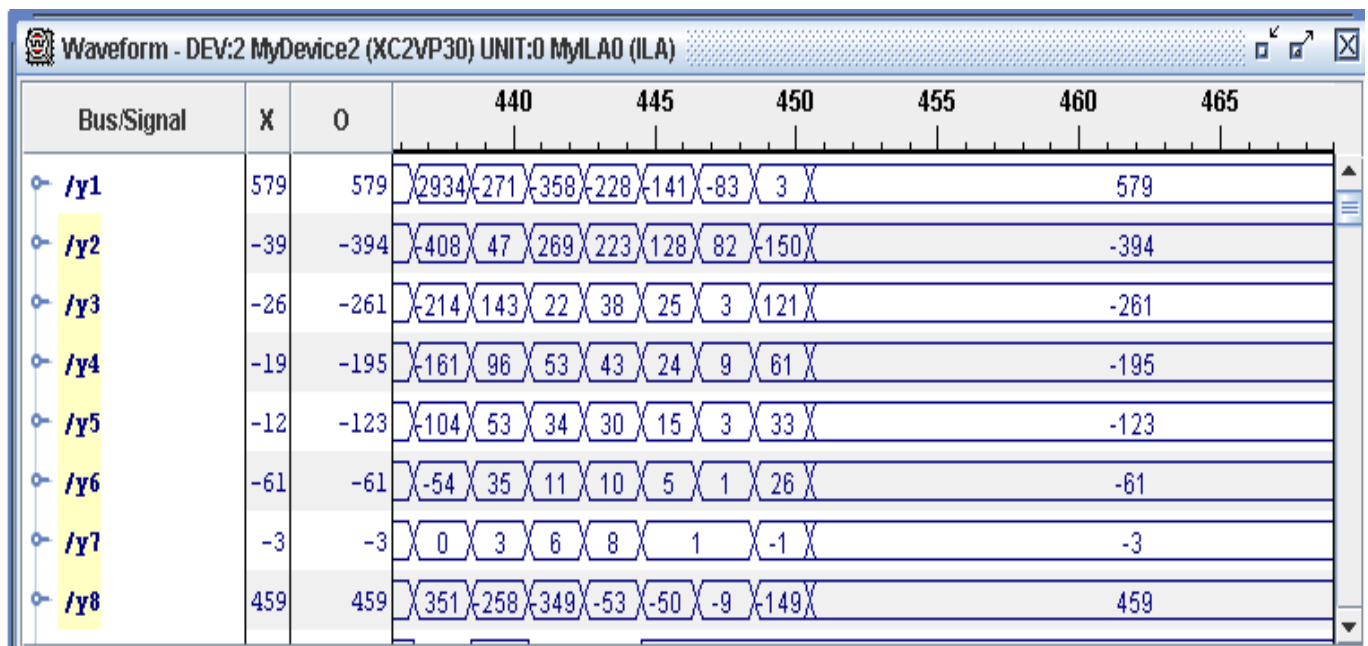 Waveform - DEV:2 MyDevice2 (XC2VP30) UNIT:0 MyILA0 (ILA)
Bus/Signal X O 440 445 450 455 460 465
/y1 579 579 2934 -271 -358 -228 -141 -83 3 579
/y2 -39 -394 -408 47 269 223 128 82 -150 -394
/y3 -26 -261 -214 143 22 38 25 3 121 -261
/y4 -19 -195 -161 96 53 43 24 9 61 -195
/y5 -12 -123 -104 53 34 30 15 3 33 -123
/y6 -61 -61 -54 35 11 10 5 1 26 -61
/y7 -3 -3 0 3 6 8 1 -1 -3
/y8 459 459 351 -258 -349 -53 -50 -9 -149 459